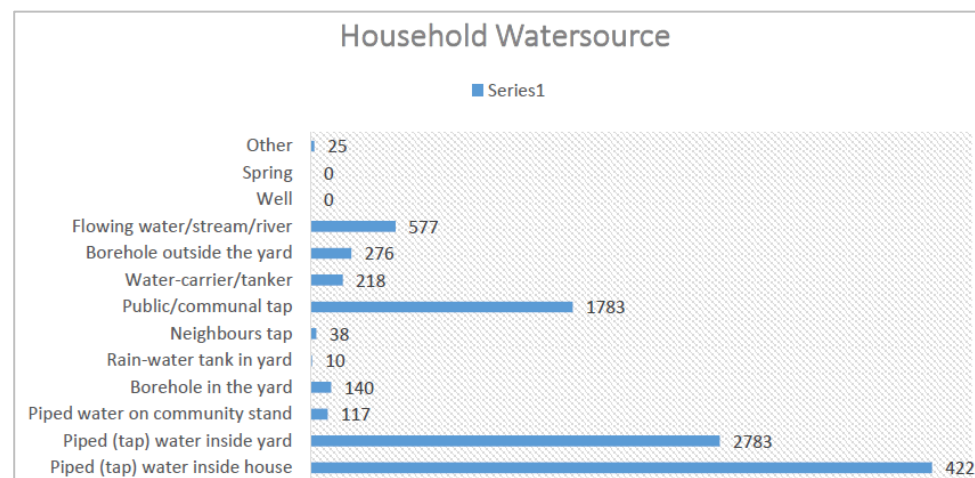 Household Watersource
Series1
Other 25
Spring 0
Well 0
Flowing water/stream/river 577
Borehole outside the yard 276
Water-carrier/tanker 218
Public/communal tap 1783
Neighbours tap 38
Rain-water tank in yard 10
Borehole in the yard 140
Piped water on community stand 117
Piped (tap) water inside yard 2783
Piped (tap) water inside house 422